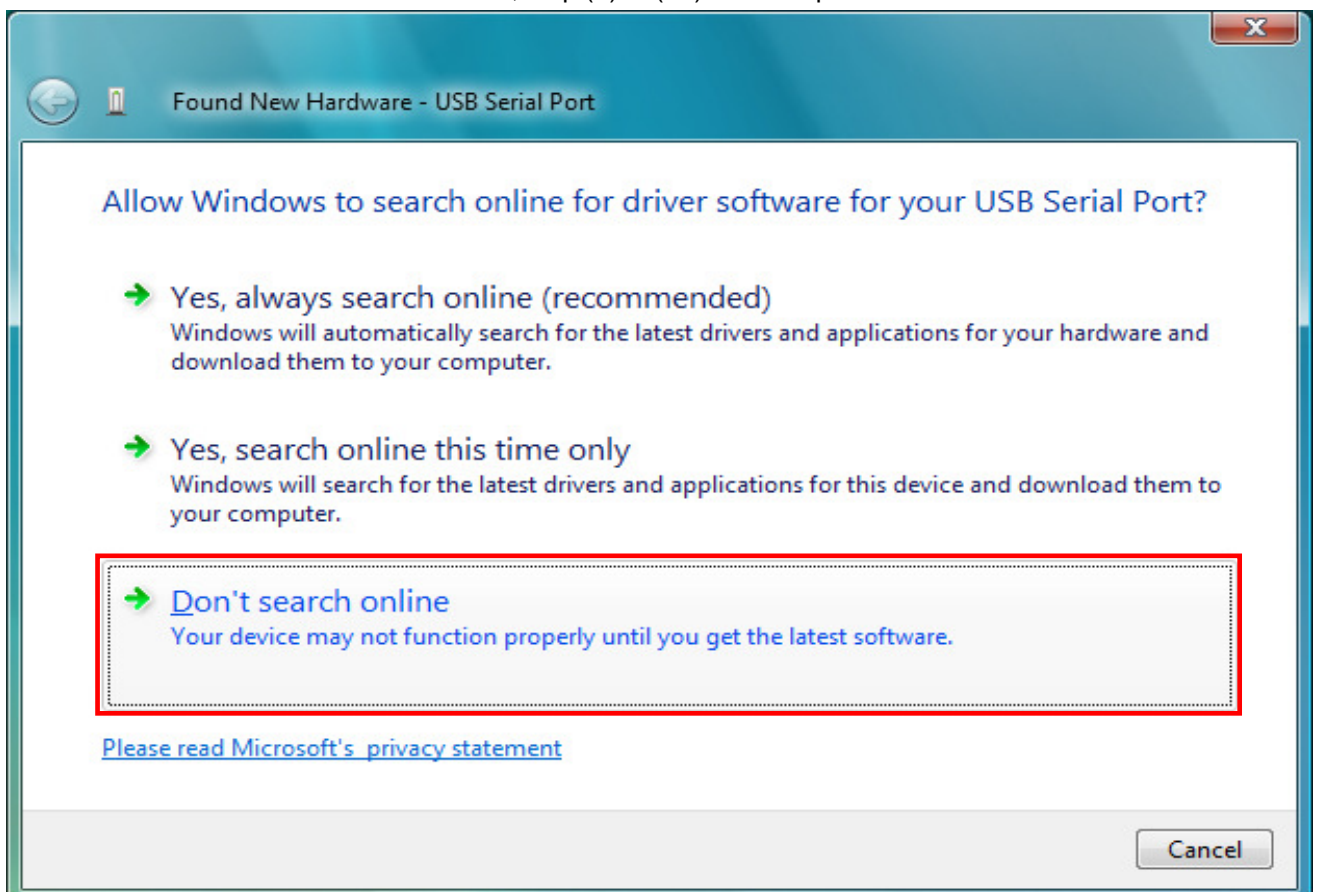 Found New Hardware - USB Serial Port
Allow Windows to search online for driver software for your USB Serial Port?
Yes, always search online (recommended)
Windows will automatically search for the latest drivers and applications for your hardware and
download them to your computer.
Yes, search online this time only
Windows will search for the latest drivers and applications for this device and download them to
your computer.
Don't search online
Your device may not function properly until you get the latest software.
Please read Microsoft's privacy statement
Cancel